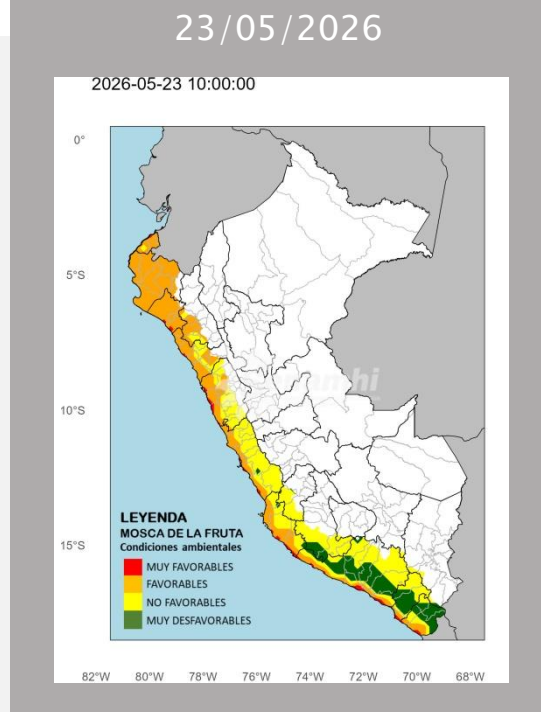 23/05/2026
2026-05-23 10:00:00
0°
5°S
10°S
15°S
LEYENDA
MOSCA DE LA FRUTA
Condiciones ambientales
MUY FAVORABLES
FAVORABLES
NO FAVORABLES
MUY DESFAVORABLES
82°W 80°W 78°W 76°W 74°W 72°W 70°W 68°W